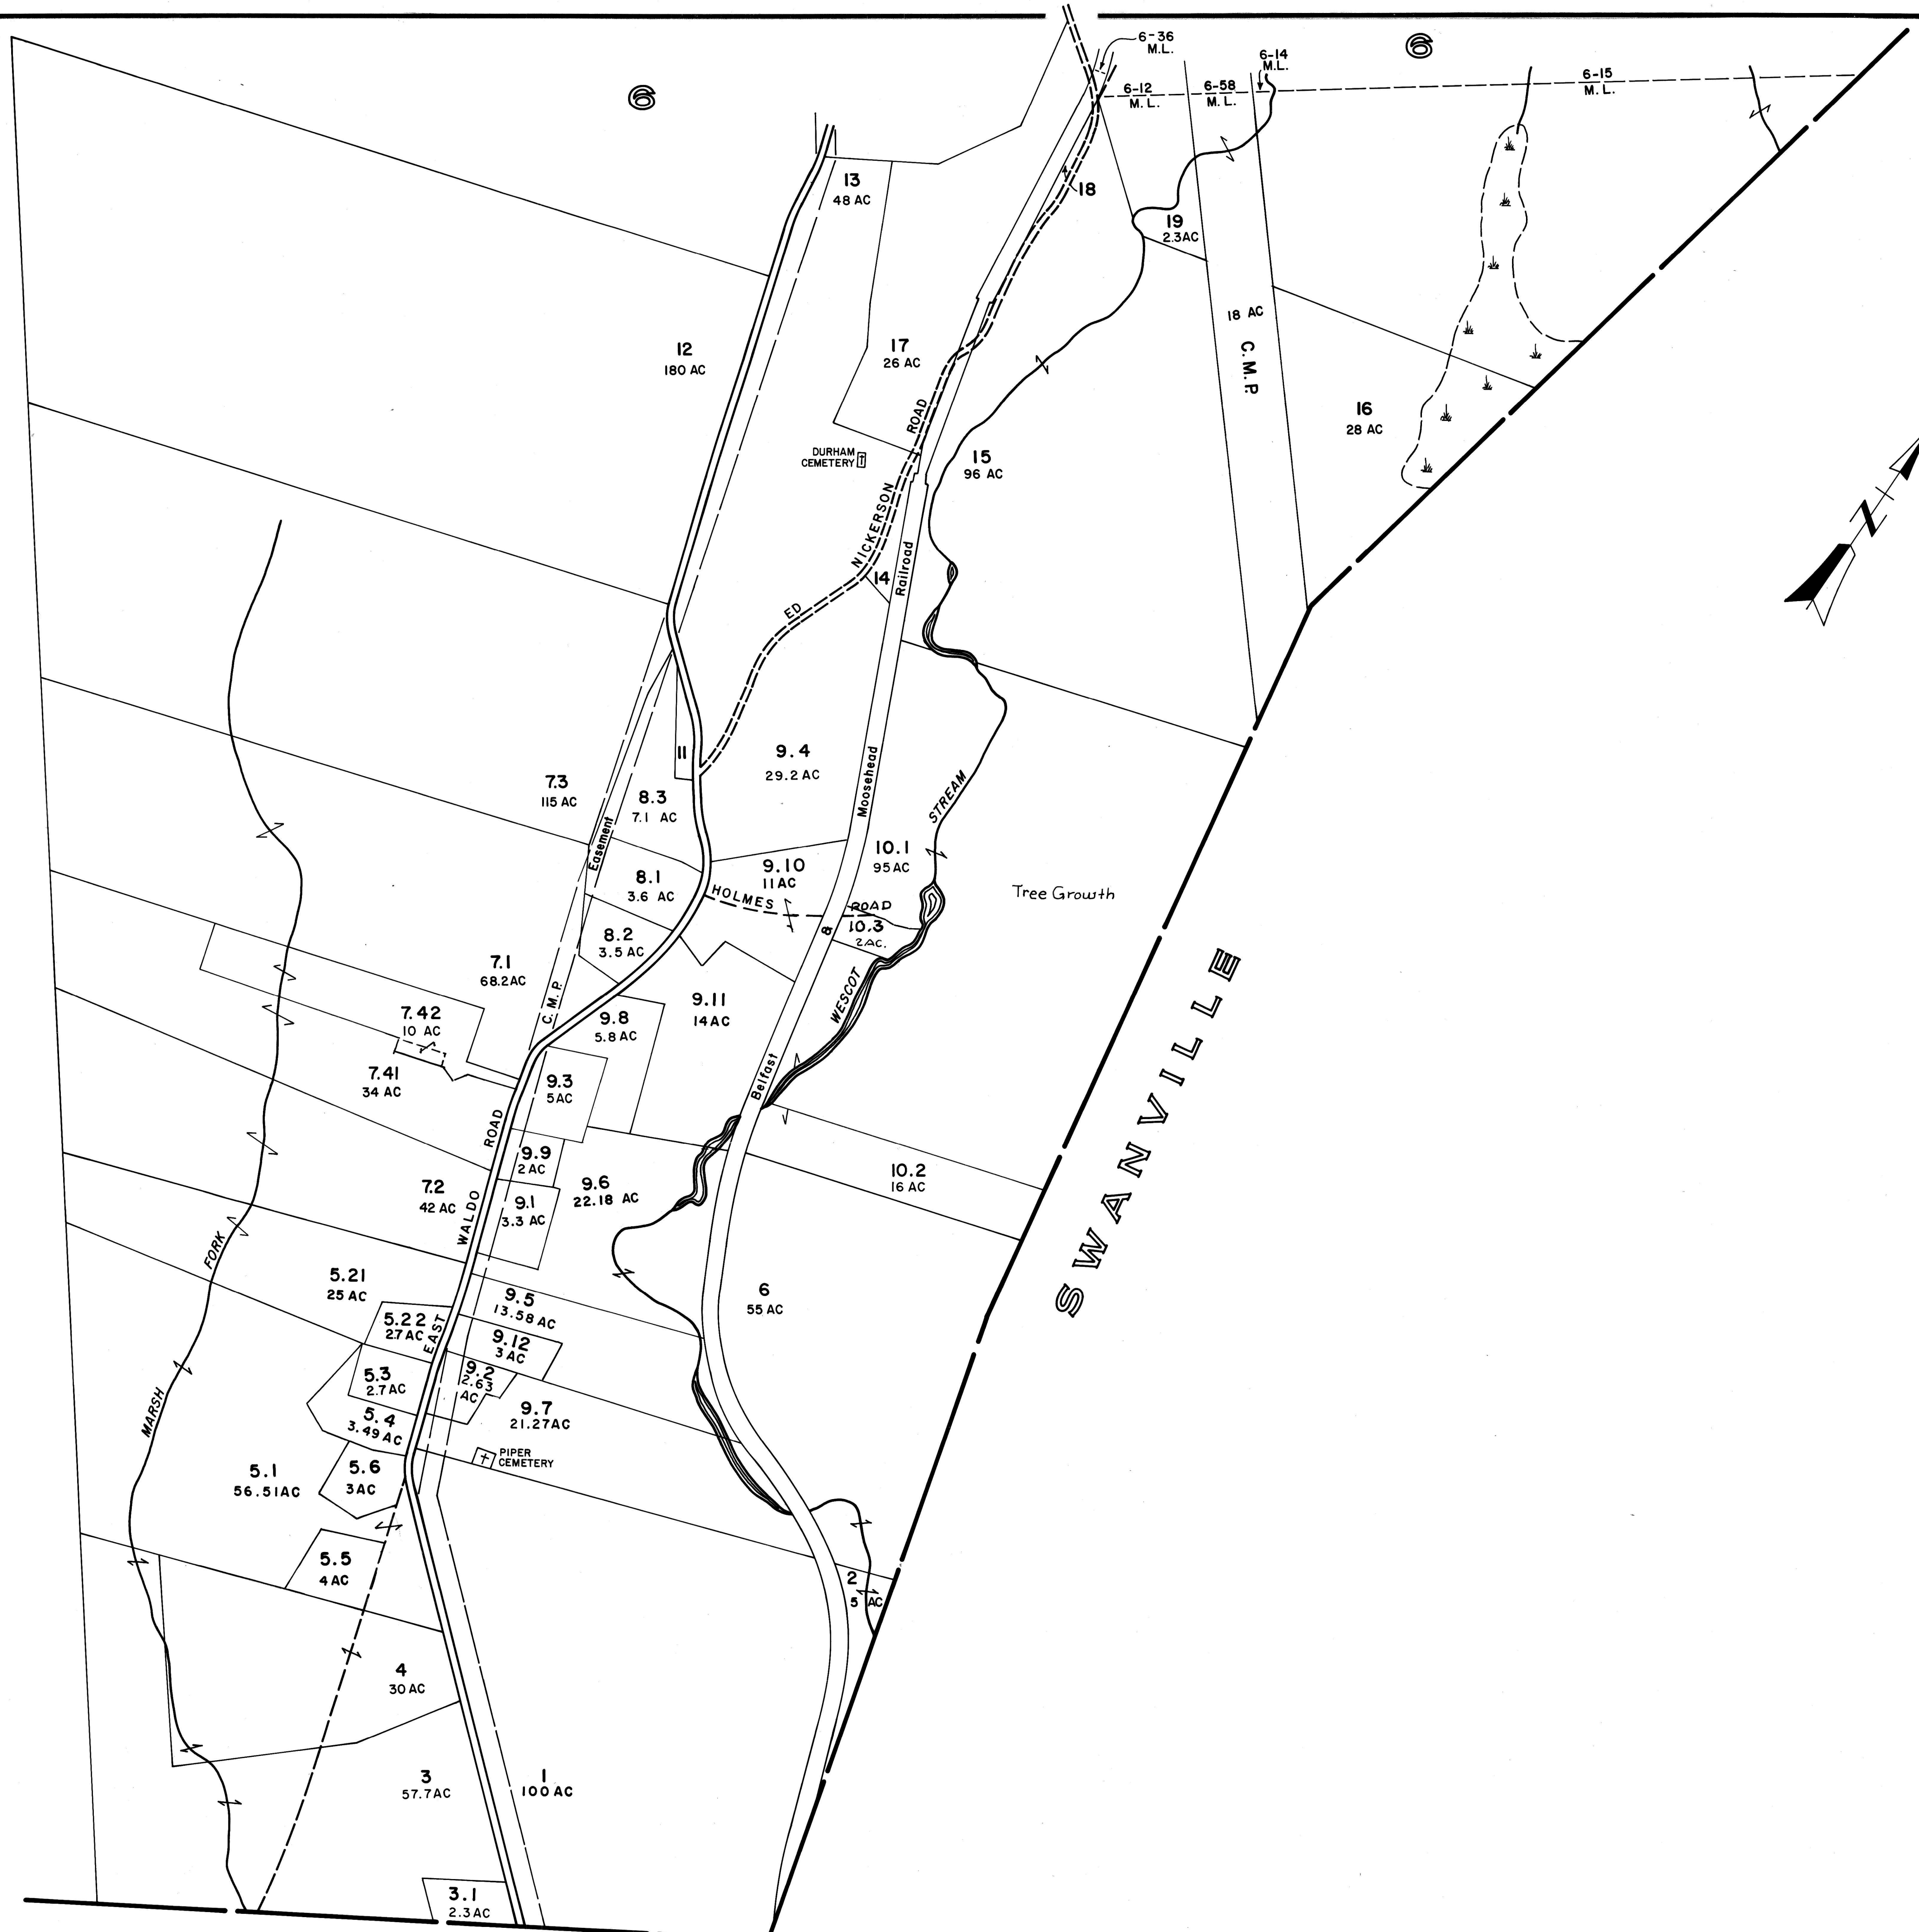 6-36
M.L.
6
6-14
M.L.
6-15
M.L.
6
6-12
M.L.
6-58
M.L.
13
48 AC
18
19
2.3AC
18 AC
C.M.P.
12
180 AC
17
26 AC
16
28 AC
DURHAM
CEMETERY
15
96 AC
ED NICKERSON ROAD
14
N
11
9.4
29.2 AC
7.3
115 AC
8.3
7.1 AC
Belfast & Moosehead Railroad
WESCOT STREAM
C.M.P. Easement
10.1
95 AC
9.10
11 AC
8.1
3.6 AC
HOLMES ROAD
Tree Growth
10.3
2AC.
8.2
3.5 AC
7.1
68.2AC
SWANVILLE
9.11
14AC
7.42
10 AC
9.8
5.8 AC
7.41
34 AC
9.3
5AC
EAST WALDO ROAD
9.9
2 AC
10.2
16 AC
7.2
42 AC
9.6
22.18 AC
9.1
3.3 AC
MARSH FORK
5.21
25 AC
6
55 AC
9.5
13.58 AC
5.22
2.7 AC
9.12
3 AC
5.3
2.7 AC
9.2
2.63
AC
9.7
21.27AC
5.4
3.49 AC
PIPER
CEMETERY
5.1
56.51AC
5.6
3AC
5.5
4 AC
2
5 AC
4
30 AC
3
57.7AC
1
100 AC
3.1
2.3 AC